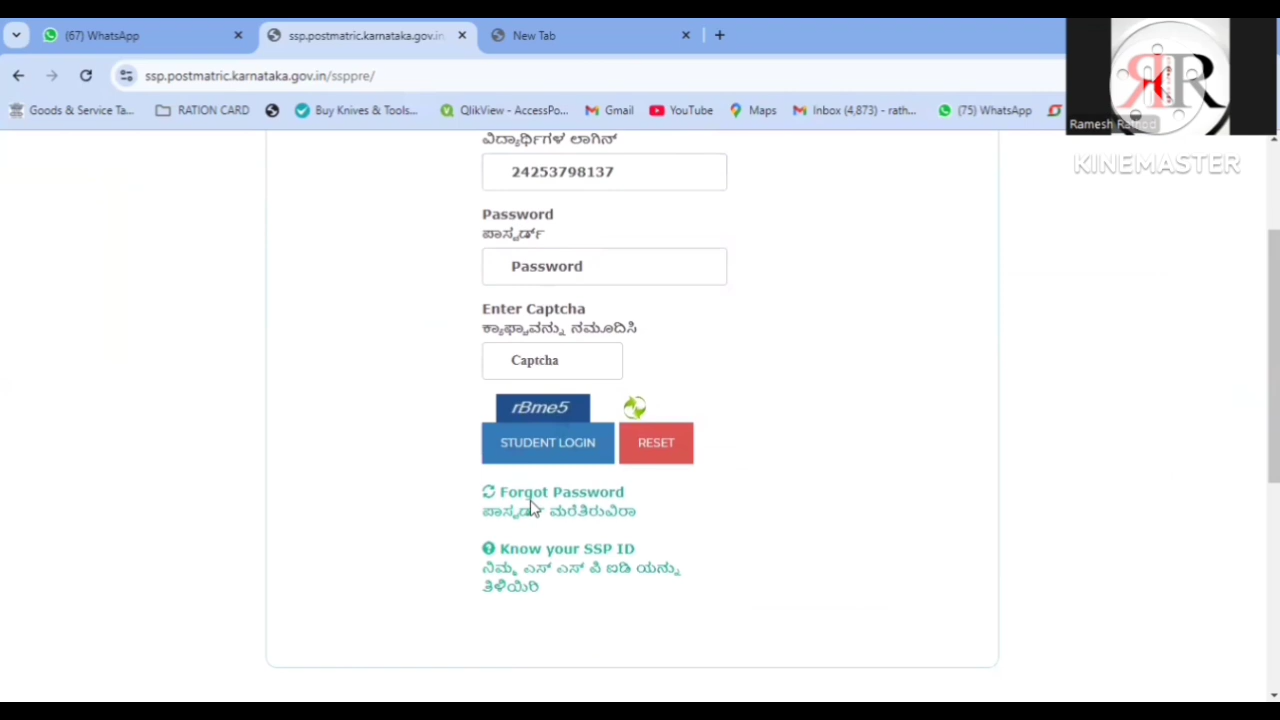 (67) WhatsApp
ssp.postmatric.karnataka.gov.in
New Tab
ssp.postmatric.karnataka.gov.in/ssppre/
Goods & Service Ta...
RATION CARD
Buy Knives & Tools...
QlikView - AccessPo...
Gmail
YouTube
Maps
Inbox (4,873) - rath...
(75) WhatsApp
Ramesh Rathod
KINEMASTER
ವಿದ್ಯಾರ್ಥಿಗಳ ಲಾಗಿನ್
24253798137
Password
ಪಾಸ್ವರ್ಡ್
Password
Enter Captcha
ಕ್ಯಾಪ್ಚಾವನ್ನು ನಮೂದಿಸಿ
Captcha
rBme5
STUDENT LOGIN
RESET
Forgot Password
ಪಾಸ್ವರ್ಡ್ ಮರೆತಿರುವಿರಾ
Know your SSP ID
ನಿಮ್ಮ ಎಸ್ ಎಸ್ ಪಿ ಐಡಿ ಯನ್ನು
ತಿಳಿಯಿರಿ